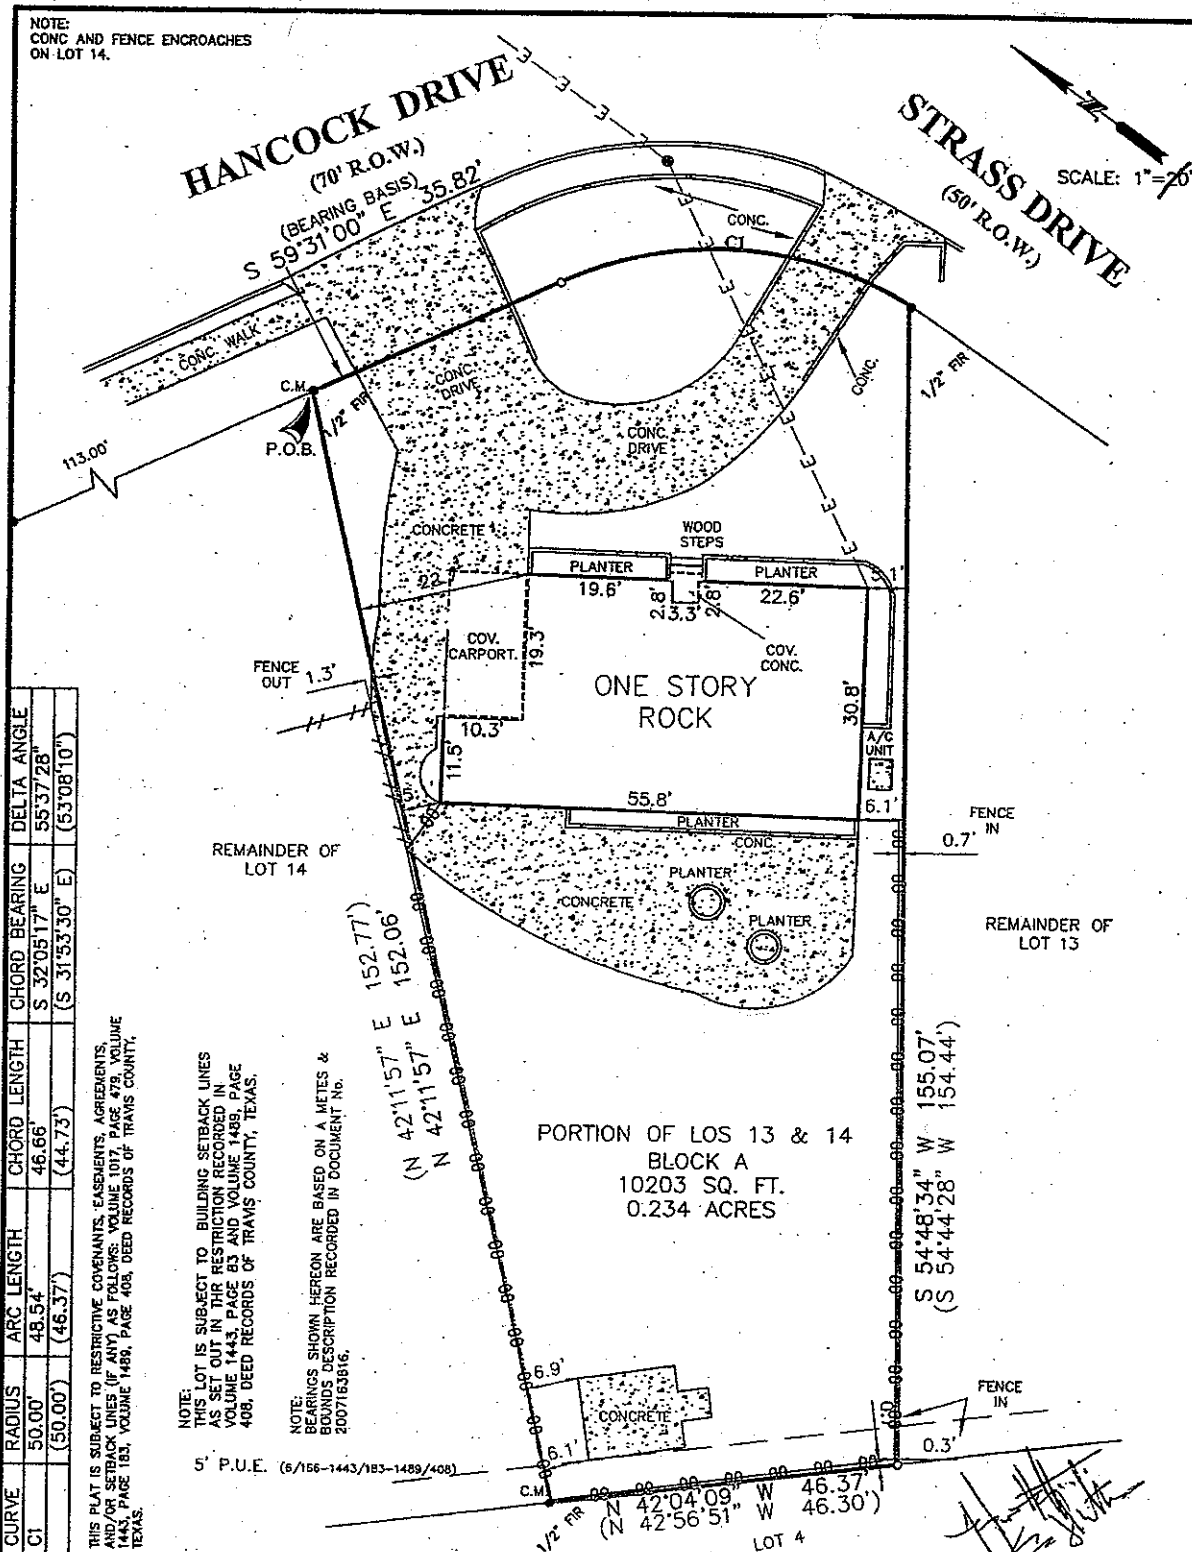 NOTE:
CONC AND FENCE ENCROACHES
ON LOT 14.
HANCOCK DRIVE
(70' R.O.W.)
(BEARING BASIS)
S 59°31'00" E 35.82'
STRASS DRIVE
(50' R.O.W.)
N
SCALE: 1"=20'
E
E
E
E
E
E
E
E
E
E
E
E
CONC.
C1
CONC. WALK
C.M.
1/2" FIR
P.O.B.
113.00'
CONC.
DRIVE
CONC.
DRIVE
CONC.
1/2" FIR
CONCRETE
WOOD
STEPS
PLANTER
19.6'
PLANTER
22.6'
2.8'
3.3'
2.8'
COV.
CONC.
COV.
CARPORT.
19.3'
10.3'
11.5'
FENCE
OUT
1.3'
ONE STORY
ROCK
30.8'
A/C
UNIT
6.1'
55.8'
PLANTER
CONC.
FENCE
IN
0.7'
PLANTER
CONCRETE
PLANTER
REMAINDER OF
LOT 14
REMAINDER OF
LOT 13
(N 42°11'57" E 152.77')
N 42°11'57" E 152.06'
S 54°48'34" W 155.07'
(S 54°44'28" W 154.44')
PORTION OF LOS 13 & 14
BLOCK A
10203 SQ. FT.
0.234 ACRES
CURVE RADIUS ARC LENGTH CHORD LENGTH CHORD BEARING DELTA ANGLE
C1 50.00' 48.54' 46.66' S 32°05'17" E 55°37'28"
(50.00') (46.37') (44.73') (S 31°53'30" E) (53°08'10")
THIS PLAT IS SUBJECT TO RESTRICTIVE COVENANTS, EASEMENTS, AGREEMENTS,
AND/OR SETBACK LINES (IF ANY) AS FOLLOWS: VOLUME 1017, PAGE 479, VOLUME
1443, PAGE 183, VOLUME 1489, PAGE 408, DEED RECORDS OF TRAVIS COUNTY,
TEXAS.
NOTE:
THIS LOT IS SUBJECT TO BUILDING SETBACK LINES
AS SET OUT IN THR RESTRICTION RECORDED IN
VOLUME 1443, PAGE 83 AND VOLUME 1489, PAGE
408, DEED RECORDS OF TRAVIS COUNTY, TEXAS.
NOTE:
BEARINGS SHOWN HEREON ARE BASED ON A METES &
BOUNDS DESCRIPTION RECORDED IN DOCUMENT No.
2007163816.
6.9'
CONCRETE
6.1'
FENCE
IN
0.3'
5' P.U.E. (6/156-1443/183-1489/408)
C.M.
1/2" FIR
N 42°04'09" W 46.37'
(N 42°56'51" W 46.30')
LOT 4